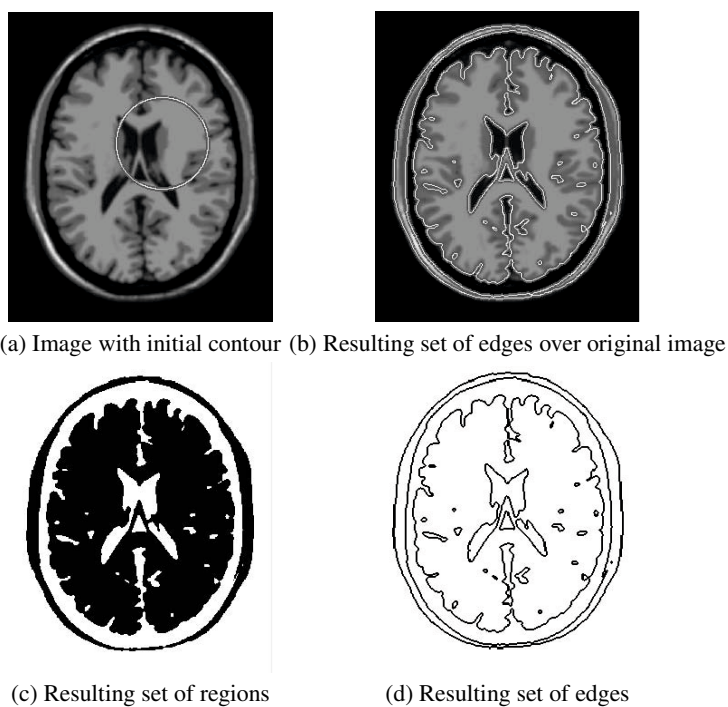 (a) Image with initial contour (b) Resulting set of edges over original image
(c) Resulting set of regions (d) Resulting set of edges